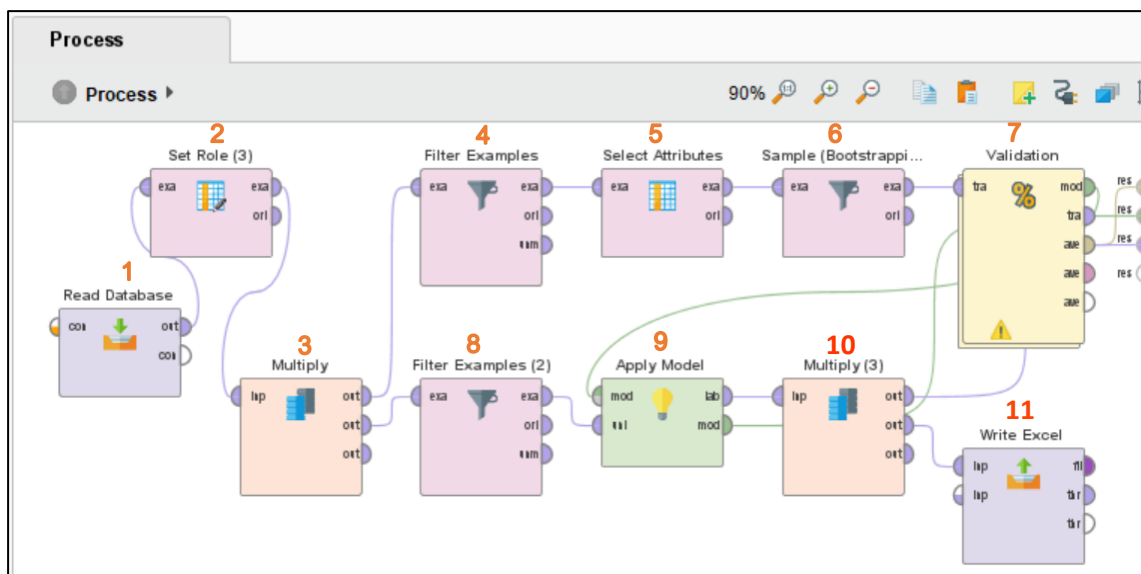 Process
Process
90%
2
Set Role (3)
exa
exa
ori
4
Filter Examples
exa
exa
ori
unm
5
Select Attributes
exa
exa
ori
6
Sample (Bootstrappi...
exa
exa
ori
7
Validation
tra
mod
tra
ave
ave
ave
res
res
res
res
1
Read Database
con
out
con
3
Multiply
inp
out
out
out
8
Filter Examples (2)
exa
exa
ori
unm
9
Apply Model
mod
unl
lab
mod
10
Multiply (3)
inp
out
out
out
11
Write Excel
inp
inp
fil
thr
thr